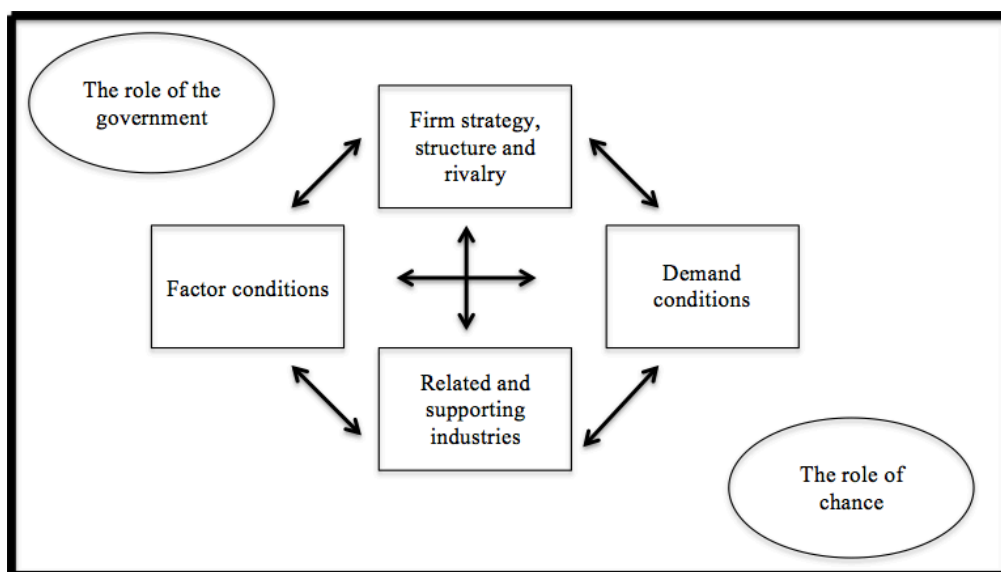 The role of the
government
Firm strategy,
structure and
rivalry
Factor conditions
Demand
conditions
Related and
supporting
industries
The role of
chance